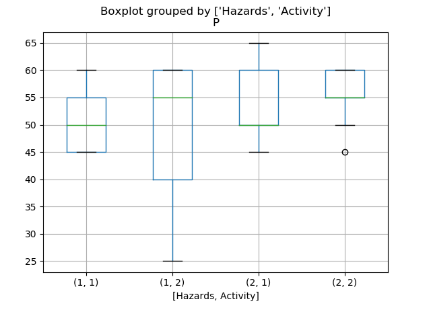 Boxplot grouped by ['Hazards', 'Activity']
P
65
60
55
50
45
40
35
30
25
(1, 1) (1, 2) (2, 1) (2, 2)
[Hazards, Activity]